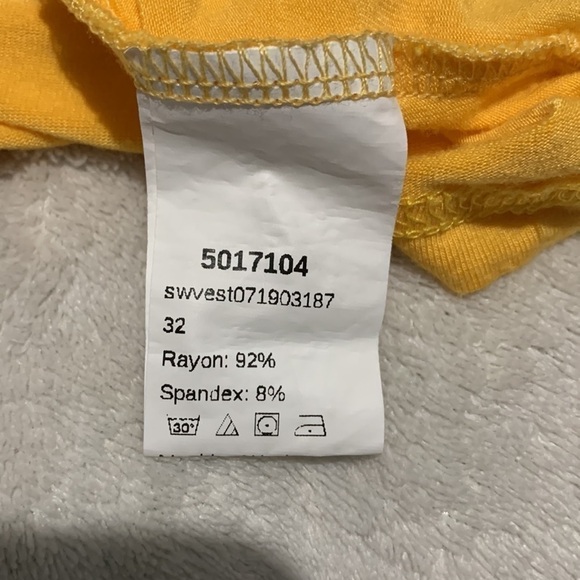 5017104
swvest071903187
32
Rayon: 92%
Spandex: 8%
30°